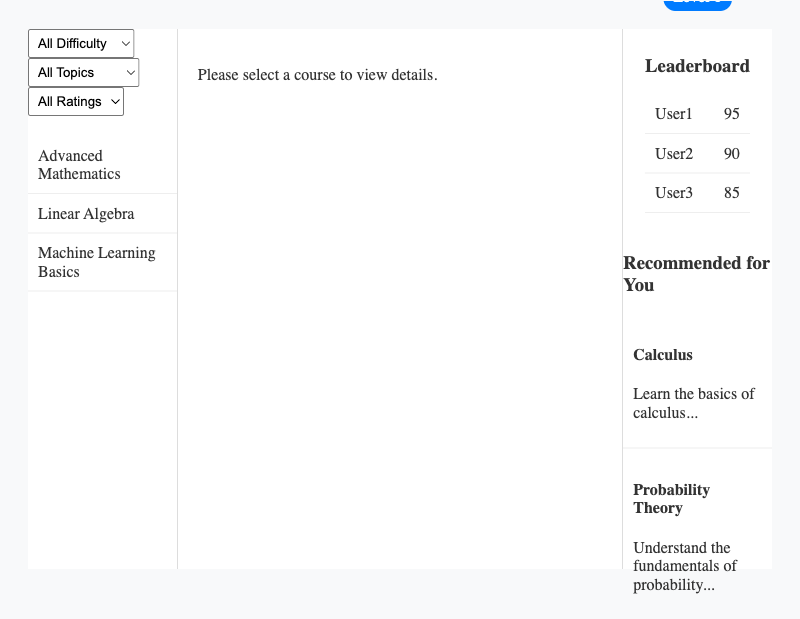 All Difficulty
All Topics
All Ratings
Advanced
Mathematics
Linear Algebra
Machine Learning
Basics
Please select a course to view details.
Leaderboard
User1 95
User2 90
User3 85
Recommended for
You
Calculus
Learn the basics of
calculus...
Probability
Theory
Understand the
fundamentals of
probability...